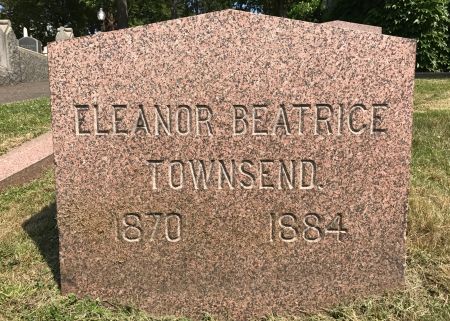 ELEANOR BEATRICE
TOWNSEND.
1870 1884